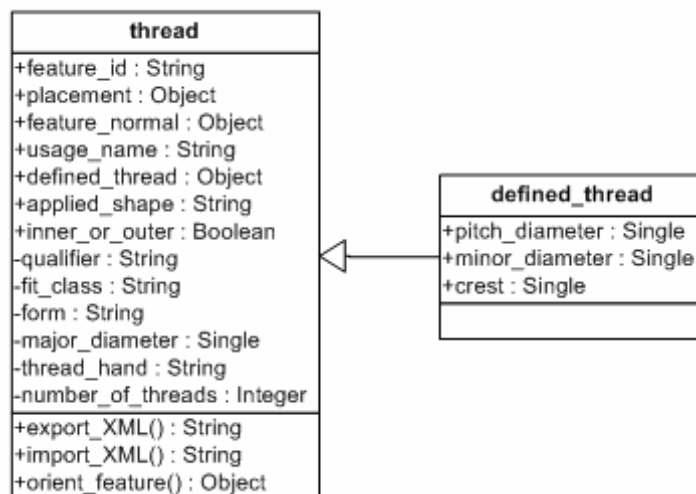 thread
+feature_id : String
+placement : Object
+feature_normal : Object
+usage_name : String
+defined_thread : Object
+applied_shape : String
+inner_or_outer : Boolean
-qualifier : String
-fit_class : String
-form : String
-major_diameter : Single
-thread_hand : String
-number_of_threads : Integer
+export_XML() : String
+import_XML() : String
+orient_feature() : Object
defined_thread
+pitch_diameter : Single
+minor_diameter : Single
+crest : Single